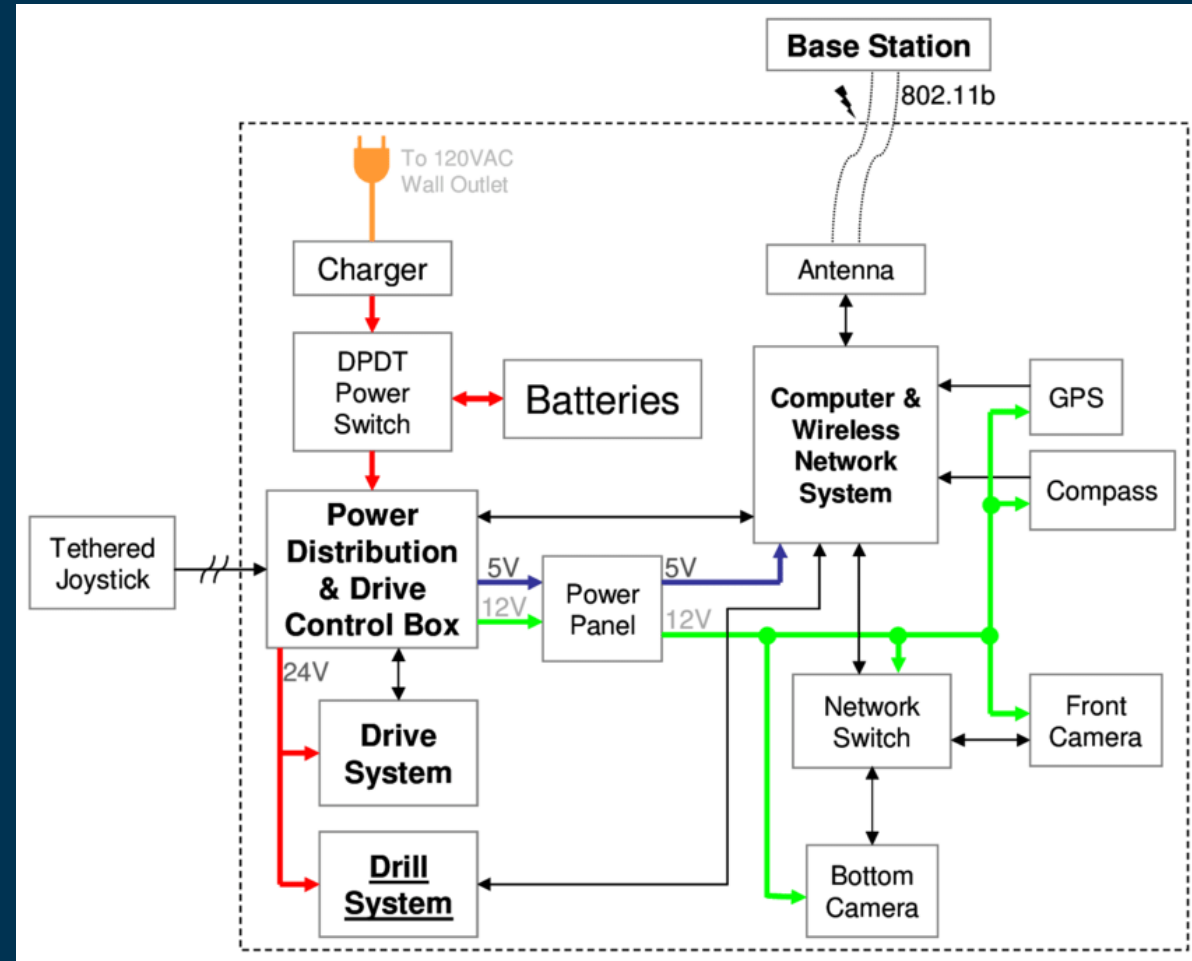 Base Station
802.11b
To 120VAC
Wall Outlet
Charger
Antenna
DPDT
Power
Switch
Batteries
Computer &
Wireless
Network
System
GPS
Compass
Tethered
Joystick
Power
Distribution
& Drive
Control Box
5V
12V
Power
Panel
5V
12V
24V
Drive
System
Network
Switch
Front
Camera
Drill
System
Bottom
Camera